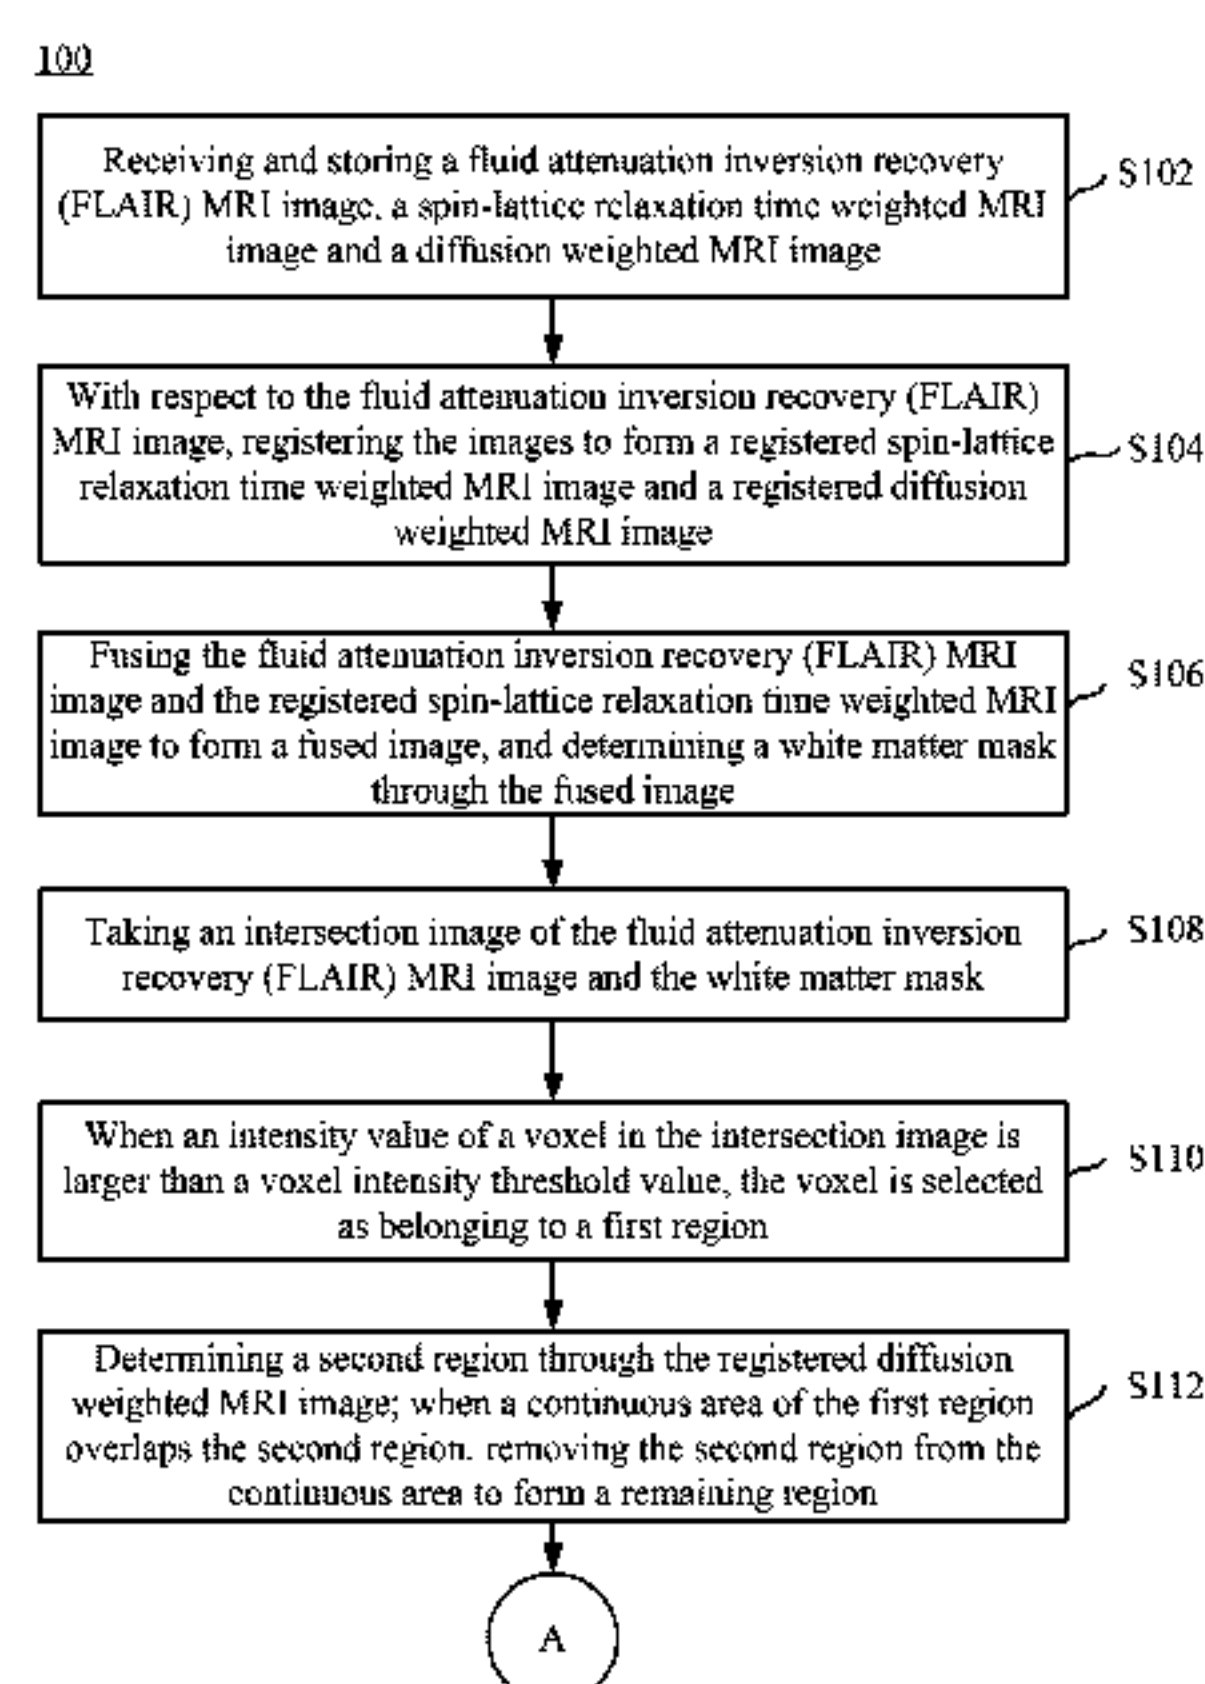 100
Receiving and storing a fluid attenuation inversion recovery
(FLAIR) MRI image, a spin-lattice relaxation time weighted MRI
image and a diffusion weighted MRI image
S102
With respect to the fluid attenuation inversion recovery (FLAIR)
MRI image, registering the images to form a registered spin-lattice
relaxation time weighted MRI image and a registered diffusion
weighted MRI image
S104
Fusing the fluid attenuation inversion recovery (FLAIR) MRI
image and the registered spin-lattice relaxation time weighted MRI
image to form a fused image, and determining a white matter mask
through the fused image
S106
Taking an intersection image of the fluid attenuation inversion
recovery (FLAIR) MRI image and the white matter mask
S108
When an intensity value of a voxel in the intersection image is
larger than a voxel intensity threshold value, the voxel is selected
as belonging to a first region
S110
Determining a second region through the registered diffusion
weighted MRI image; when a continuous area of the first region
overlaps the second region, removing the second region from the
continuous area to form a remaining region
S112
A